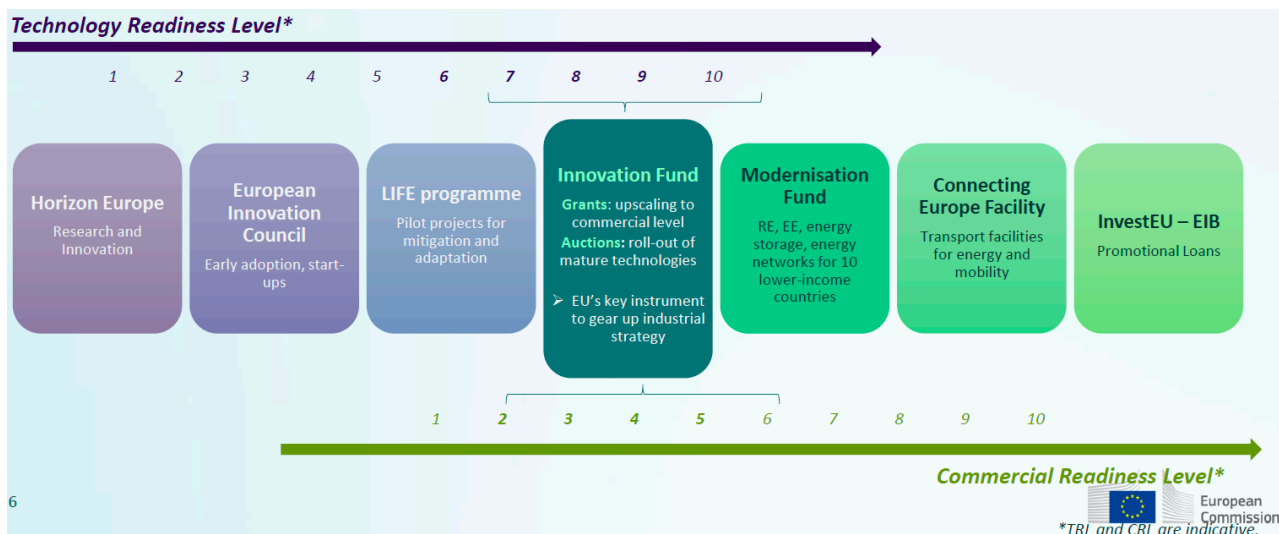 Technology Readiness Level*
1 2 3 4 5 6 7 8 9 10
Horizon Europe
Research and
Innovation
European
Innovation
Council
Early adoption, start-
ups
LIFE programme
Pilot projects for
mitigation and
adaptation
Innovation Fund
Grants: upscaling to
commercial level
Auctions: roll-out of
mature technologies
➢ EU's key instrument
to gear up industrial
strategy
Modernisation
Fund
RE, EE, energy
storage, energy
networks for 10
lower-income
countries
Connecting
Europe Facility
Transport facilities
for energy and
mobility
InvestEU – EIB
Promotional Loans
1 2 3 4 5 6 7 8 9 10
Commercial Readiness Level*
6
European
Commission
*TRL and CRL are indicative.